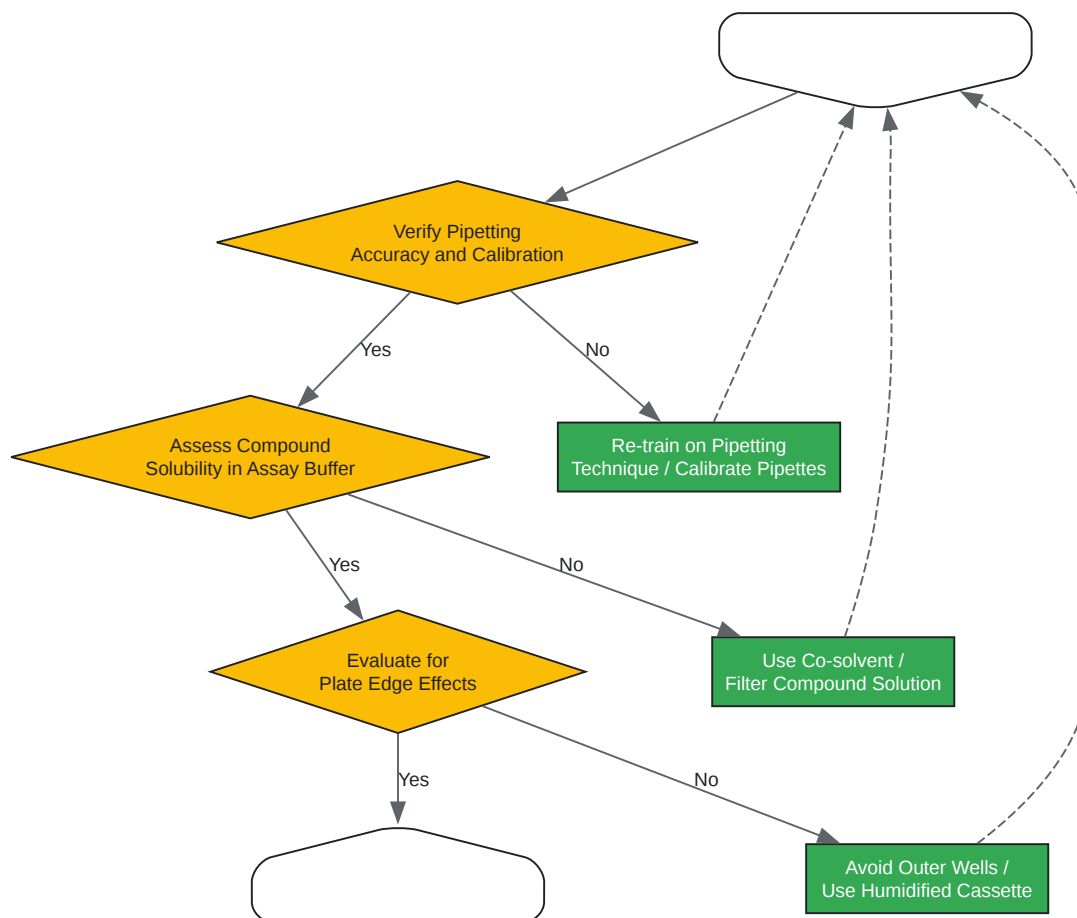 Verify Pipetting
Accuracy and Calibration
Yes
No
Assess Compound
Solubility in Assay Buffer
Re-train on Pipetting
Technique / Calibrate Pipettes
Yes
No
Evaluate for
Plate Edge Effects
Use Co-solvent /
Filter Compound Solution
Yes
No
Avoid Outer Wells /
Use Humidified Cassette